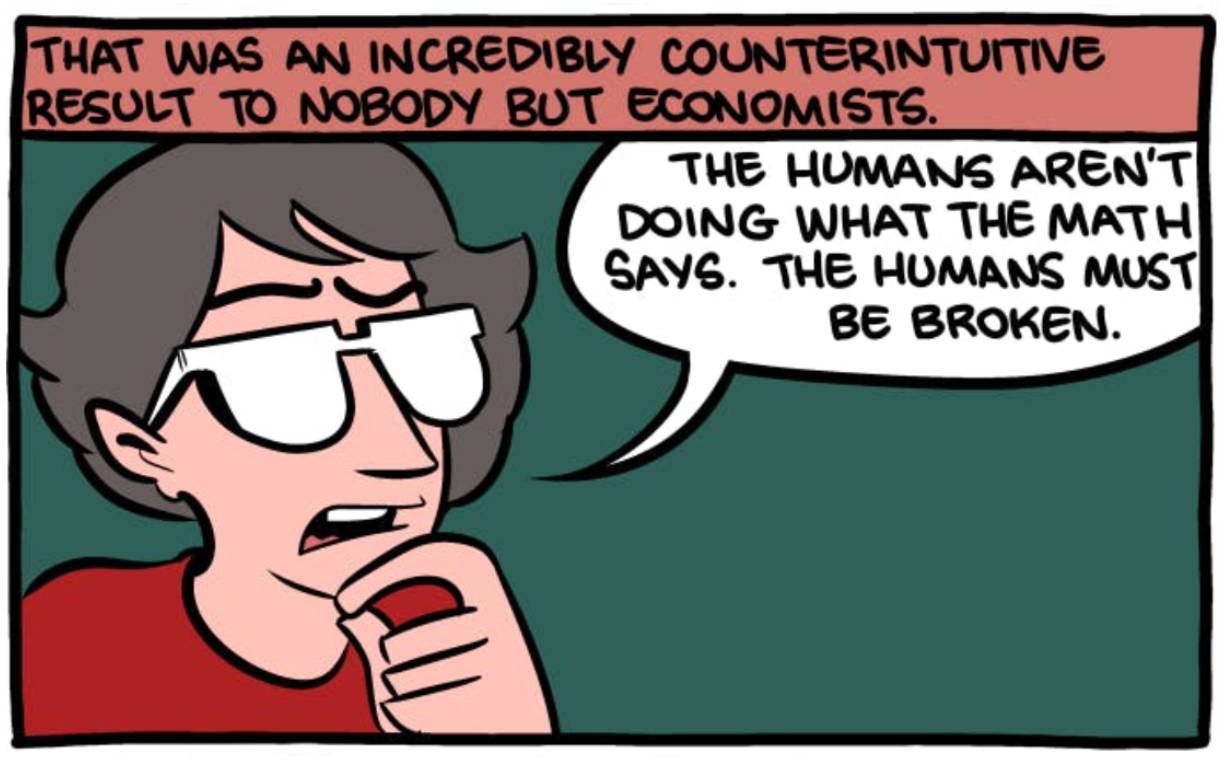 THAT WAS AN INCREDIBLY COUNTERINTUITIVE
RESULT TO NOBODY BUT ECONOMISTS.
THE HUMANS AREN'T
DOING WHAT THE MATH
SAYS. THE HUMANS MUST
BE BROKEN.